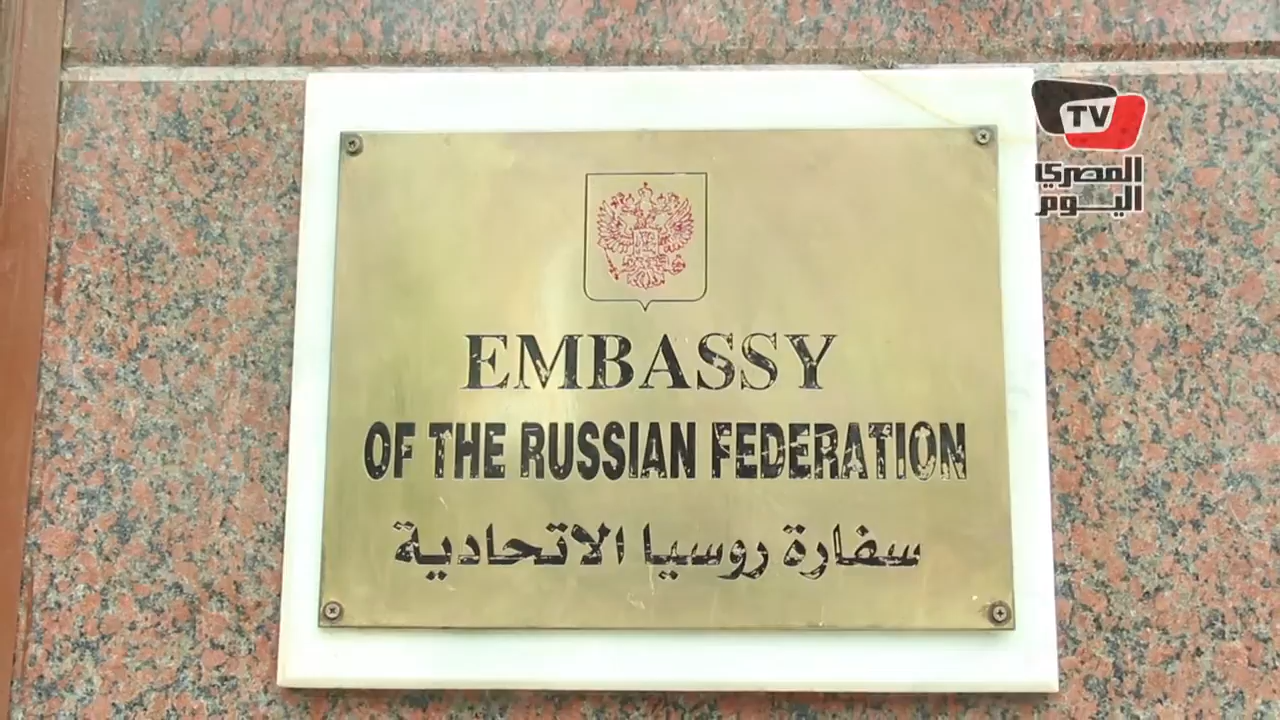 EMBASSY
OF THE RUSSIAN FEDERATION
سفارة روسيا الاتحادية
TV
المصري
اليوم